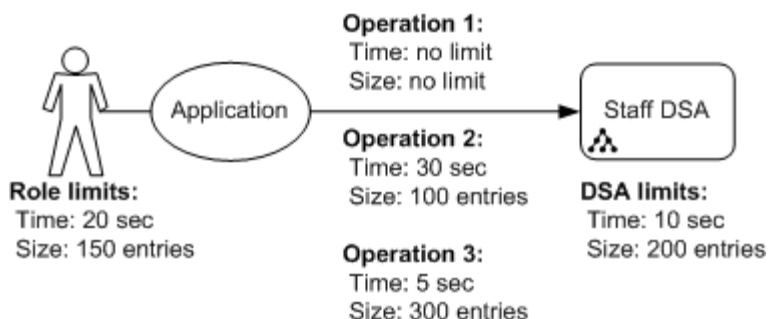 Operation 1:
Time: no limit
Size: no limit
Application
Staff DSA
Operation 2:
Time: 30 sec
Size: 100 entries
Role limits:
Time: 20 sec
Size: 150 entries
DSA limits:
Time: 10 sec
Size: 200 entries
Operation 3:
Time: 5 sec
Size: 300 entries